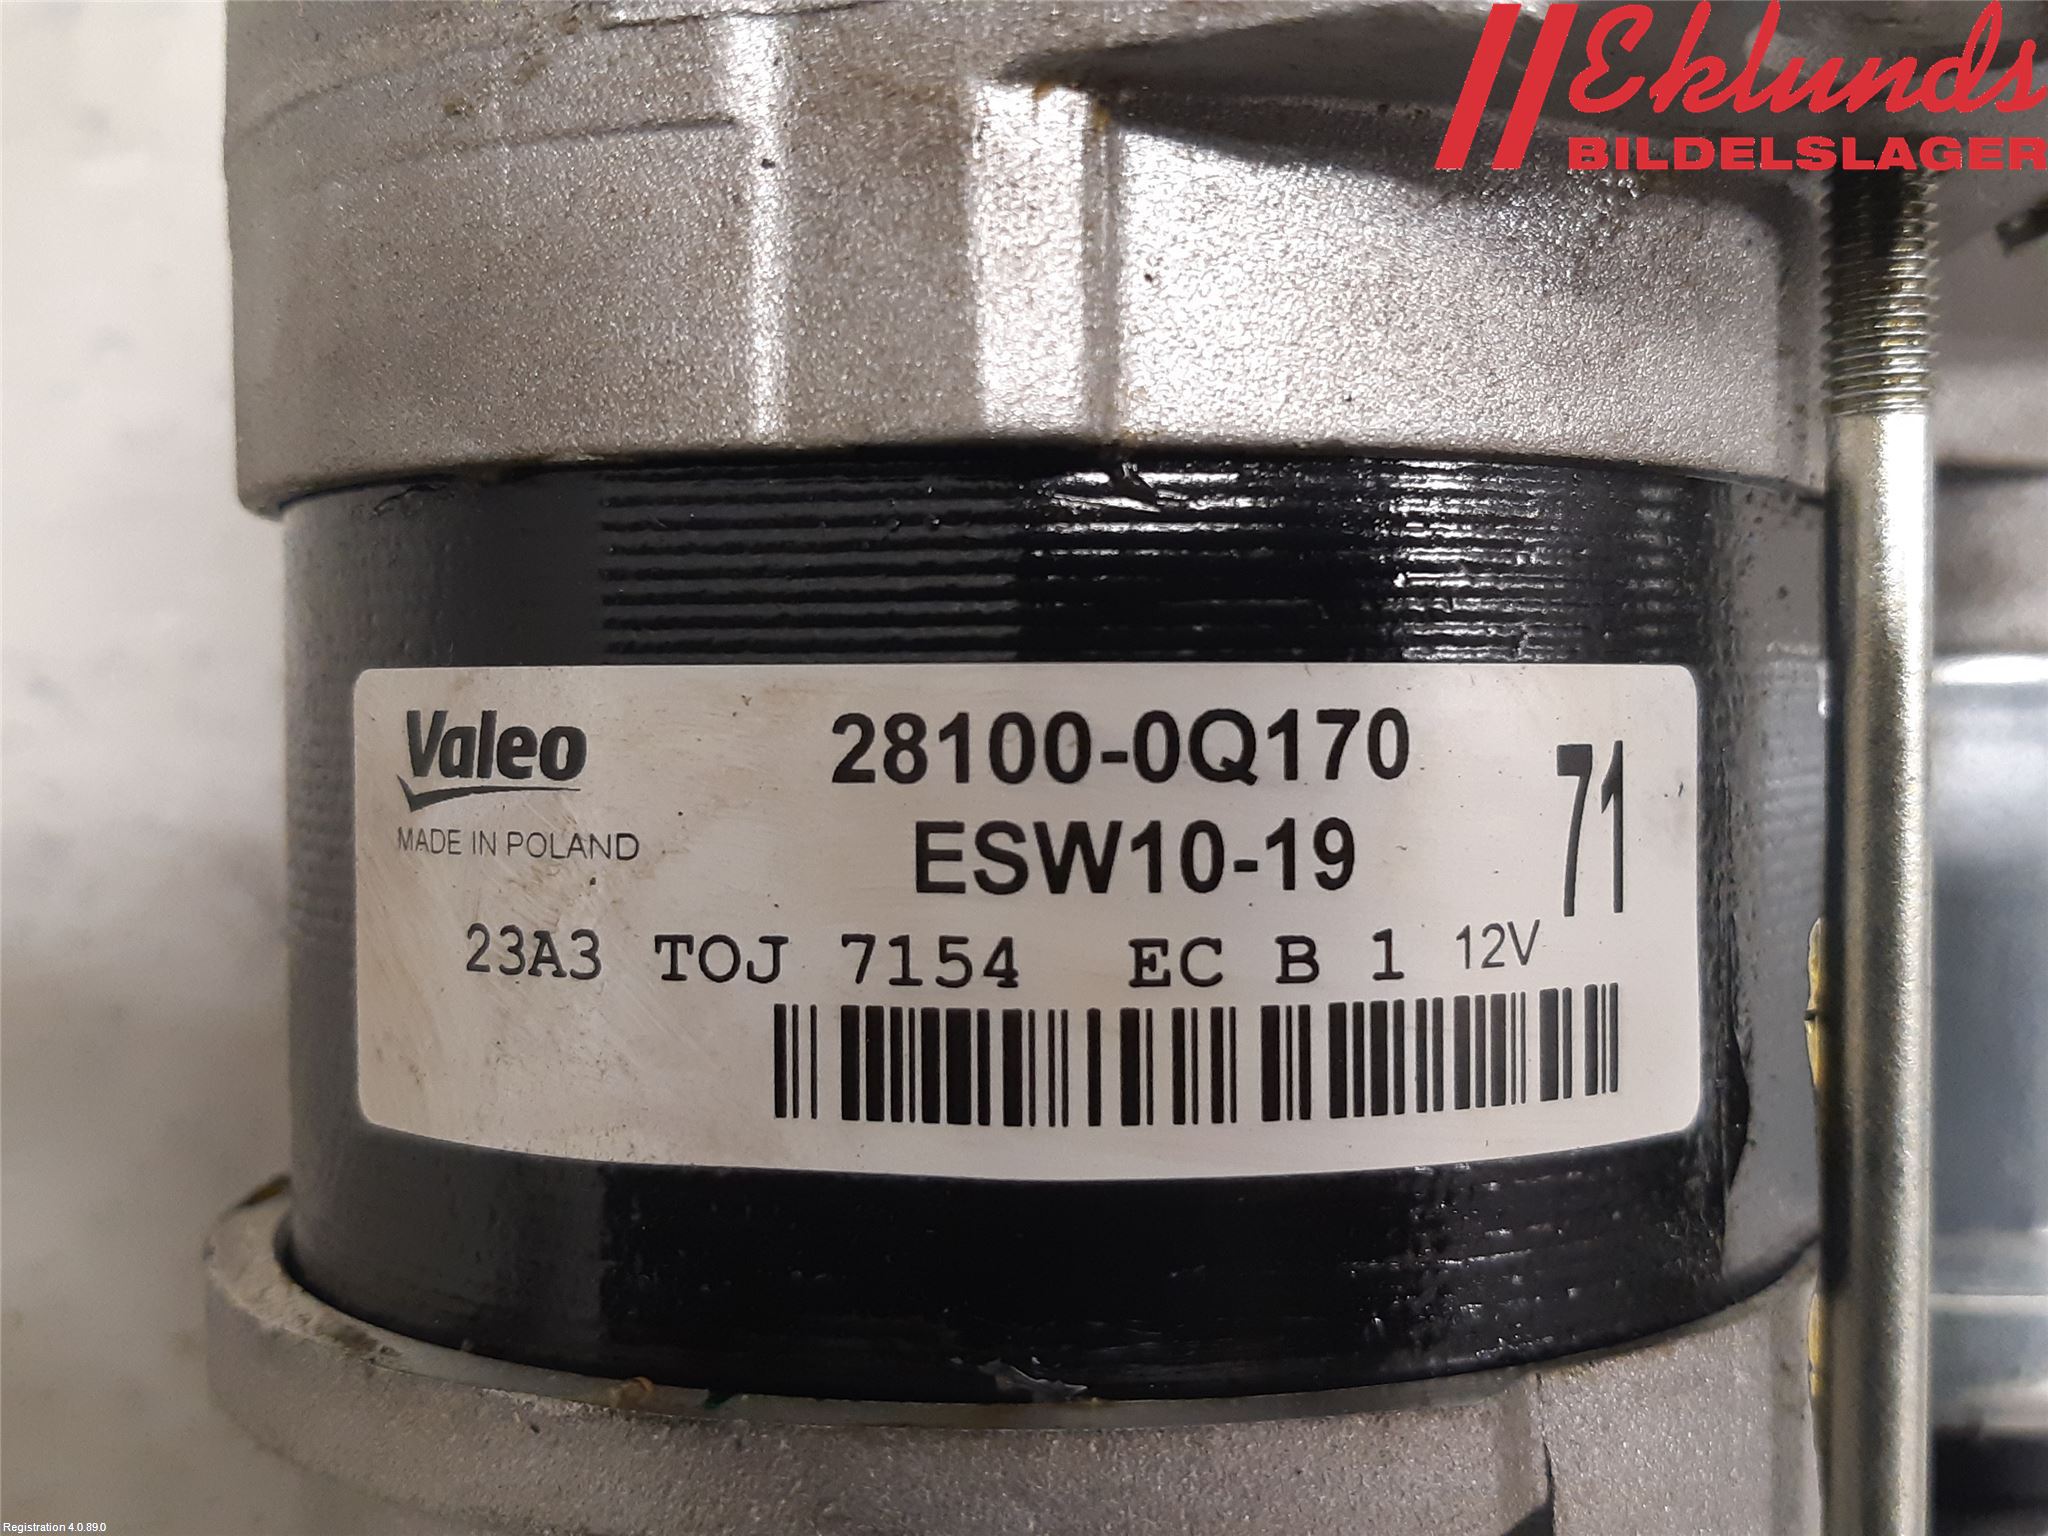 Eklunds
BILDELSLAGER
Valeo
MADE IN POLAND
28100-0Q170
ESW10-19
71
23A3 TOJ 7154 EC B 1 12V
Registration 4.0.89.0